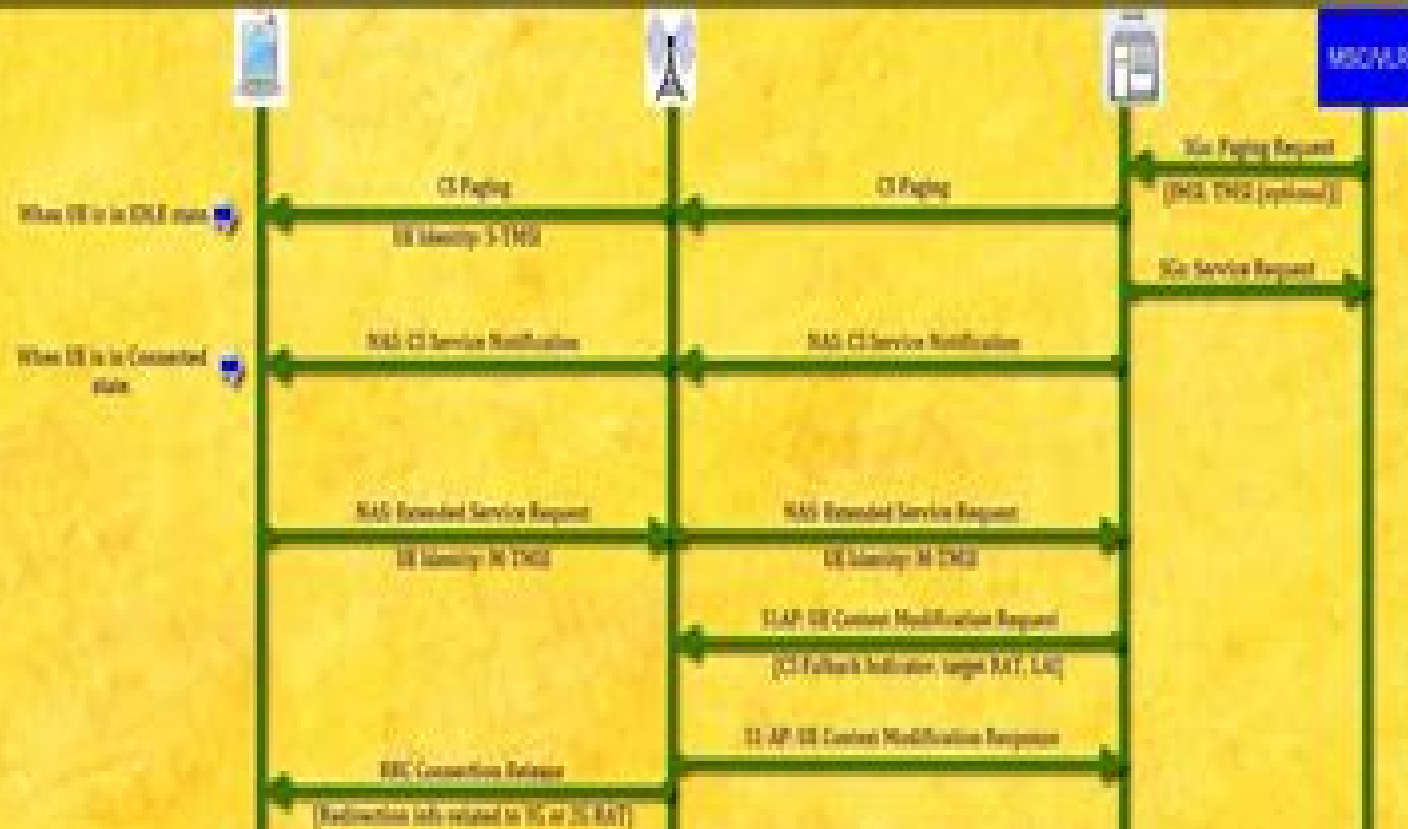 MSC/VLR
SGs: Paging Request
CS Paging
CS Paging
[IMSI, TMSI (optional)]
When UE is in IDLE state
UE Identity: S-TMSI
SGs: Service Request
NAS: CS Service Notification
NAS: CS Service Notification
When UE is in Connected
state
NAS: Extended Service Request
NAS: Extended Service Request
UE Identity: M-TMSI
UE Identity: M-TMSI
S1AP: UE Context Modification Request
[CS Fallback Indicator, target RAT, LAI]
S1-AP: UE Context Modification Response
RRC Connection Release
[Redirection info related to 3G or 2G RAT]